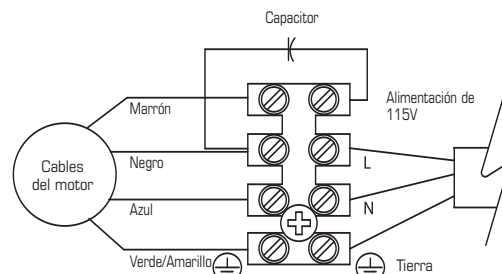 Capacitor
Marrón
Alimentación de
115V
Negro
L
Cables
del motor
Azul
N
Verde/Amarillo
Tierra